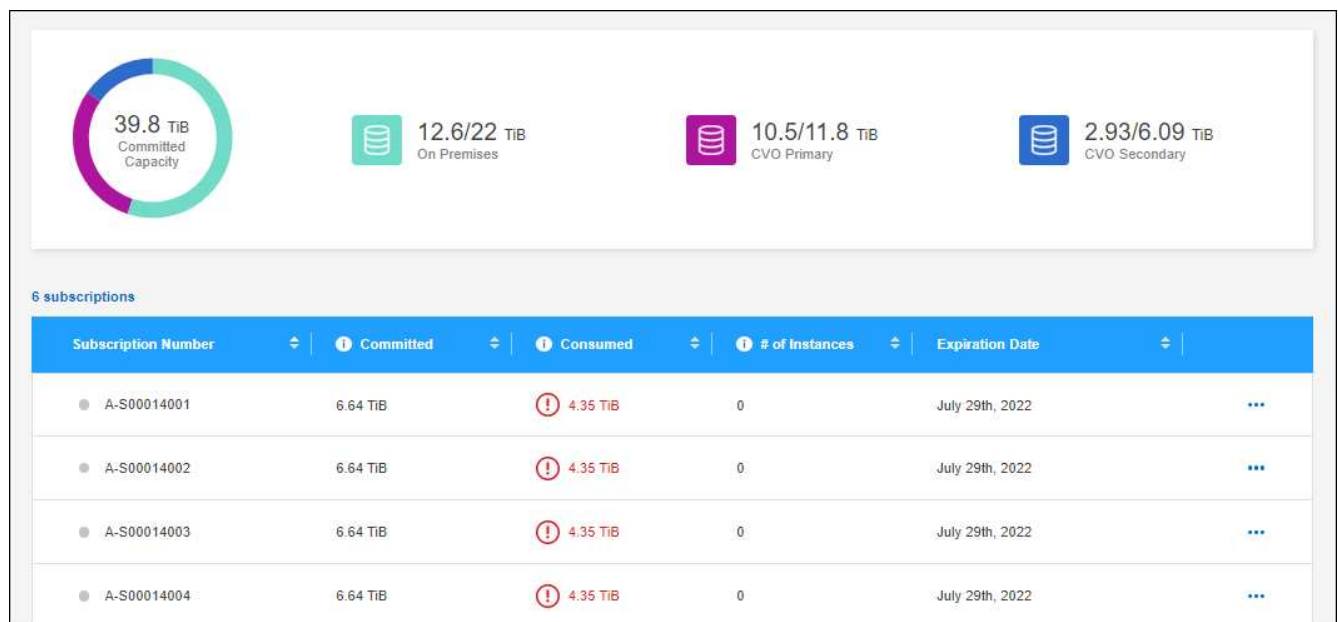 39.8 TiB
Committed
Capacity
12.6/22 TiB
On Premises
10.5/11.8 TiB
CVO Primary
2.93/6.09 TiB
CVO Secondary
6 subscriptions
Subscription Number Committed Consumed # of Instances Expiration Date
A-S00014001 6.64 TiB 4.35 TiB 0 July 29th, 2022
A-S00014002 6.64 TiB 4.35 TiB 0 July 29th, 2022
A-S00014003 6.64 TiB 4.35 TiB 0 July 29th, 2022
A-S00014004 6.64 TiB 4.35 TiB 0 July 29th, 2022